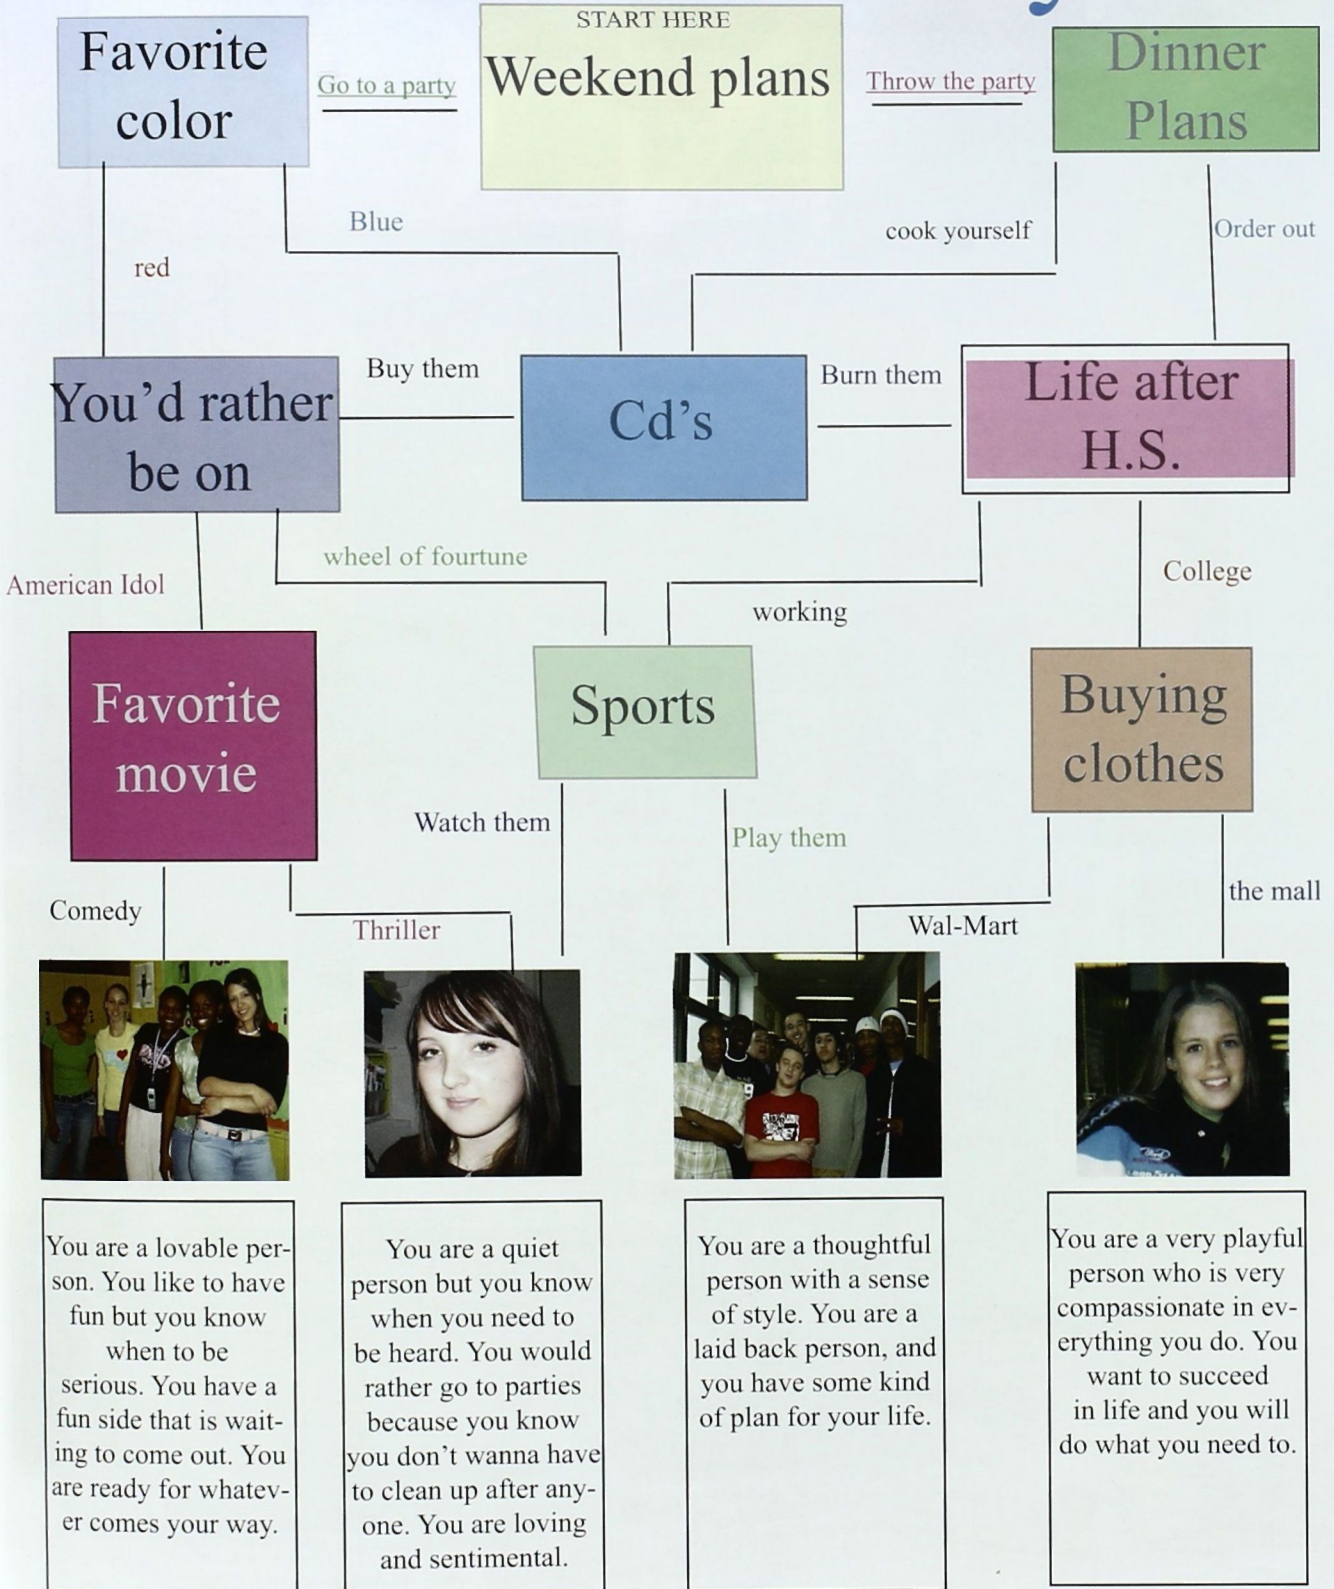 START HERE
Favorite
color
Go to a party
Weekend plans
Throw the party
Dinner
Plans
Blue
cook yourself
Order out
red
Buy them
Burn them
You'd rather
be on
Cd's
Life after
H.S.
wheel of fourtune
American Idol
working
College
Favorite
movie
Sports
Buying
clothes
Watch them
Play them
Comedy
Thriller
Wal-Mart
the mall
You are a lovable per-
son. You like to have
fun but you know
when to be
serious. You have a
fun side that is wait-
ing to come out. You
are ready for whatev-
er comes your way.
You are a quiet
person but you know
when you need to
be heard. You would
rather go to parties
because you know
you don't wanna have
to clean up after any-
one. You are loving
and sentimental.
You are a thoughtful
person with a sense
of style. You are a
laid back person, and
you have some kind
of plan for your life.
You are a very playful
person who is very
compassionate in ev-
erything you do. You
want to succeed
in life and you will
do what you need to.
Ford